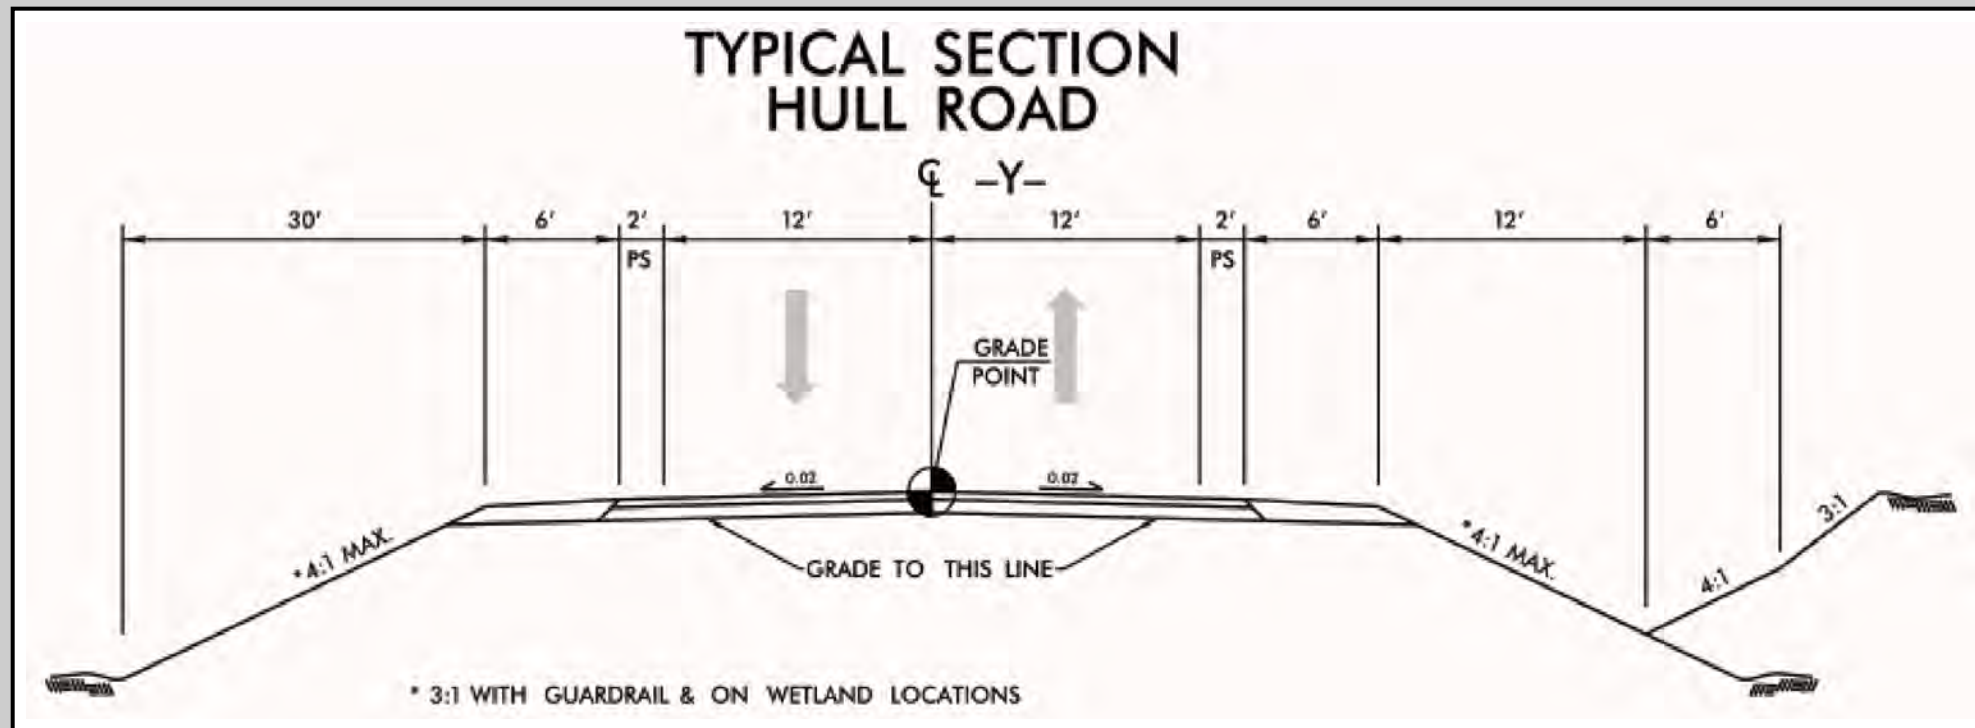 TYPICAL SECTION
HULL ROAD
℄ –Y–
30' 6' 2' 12' 12' 2' 6' 12' 6'
PS PS
GRADE
POINT
0.02 0.02
*4:1 MAX.
*4:1 MAX.
4:1
3:1
GRADE TO THIS LINE
* 3:1 WITH GUARDRAIL & ON WETLAND LOCATIONS